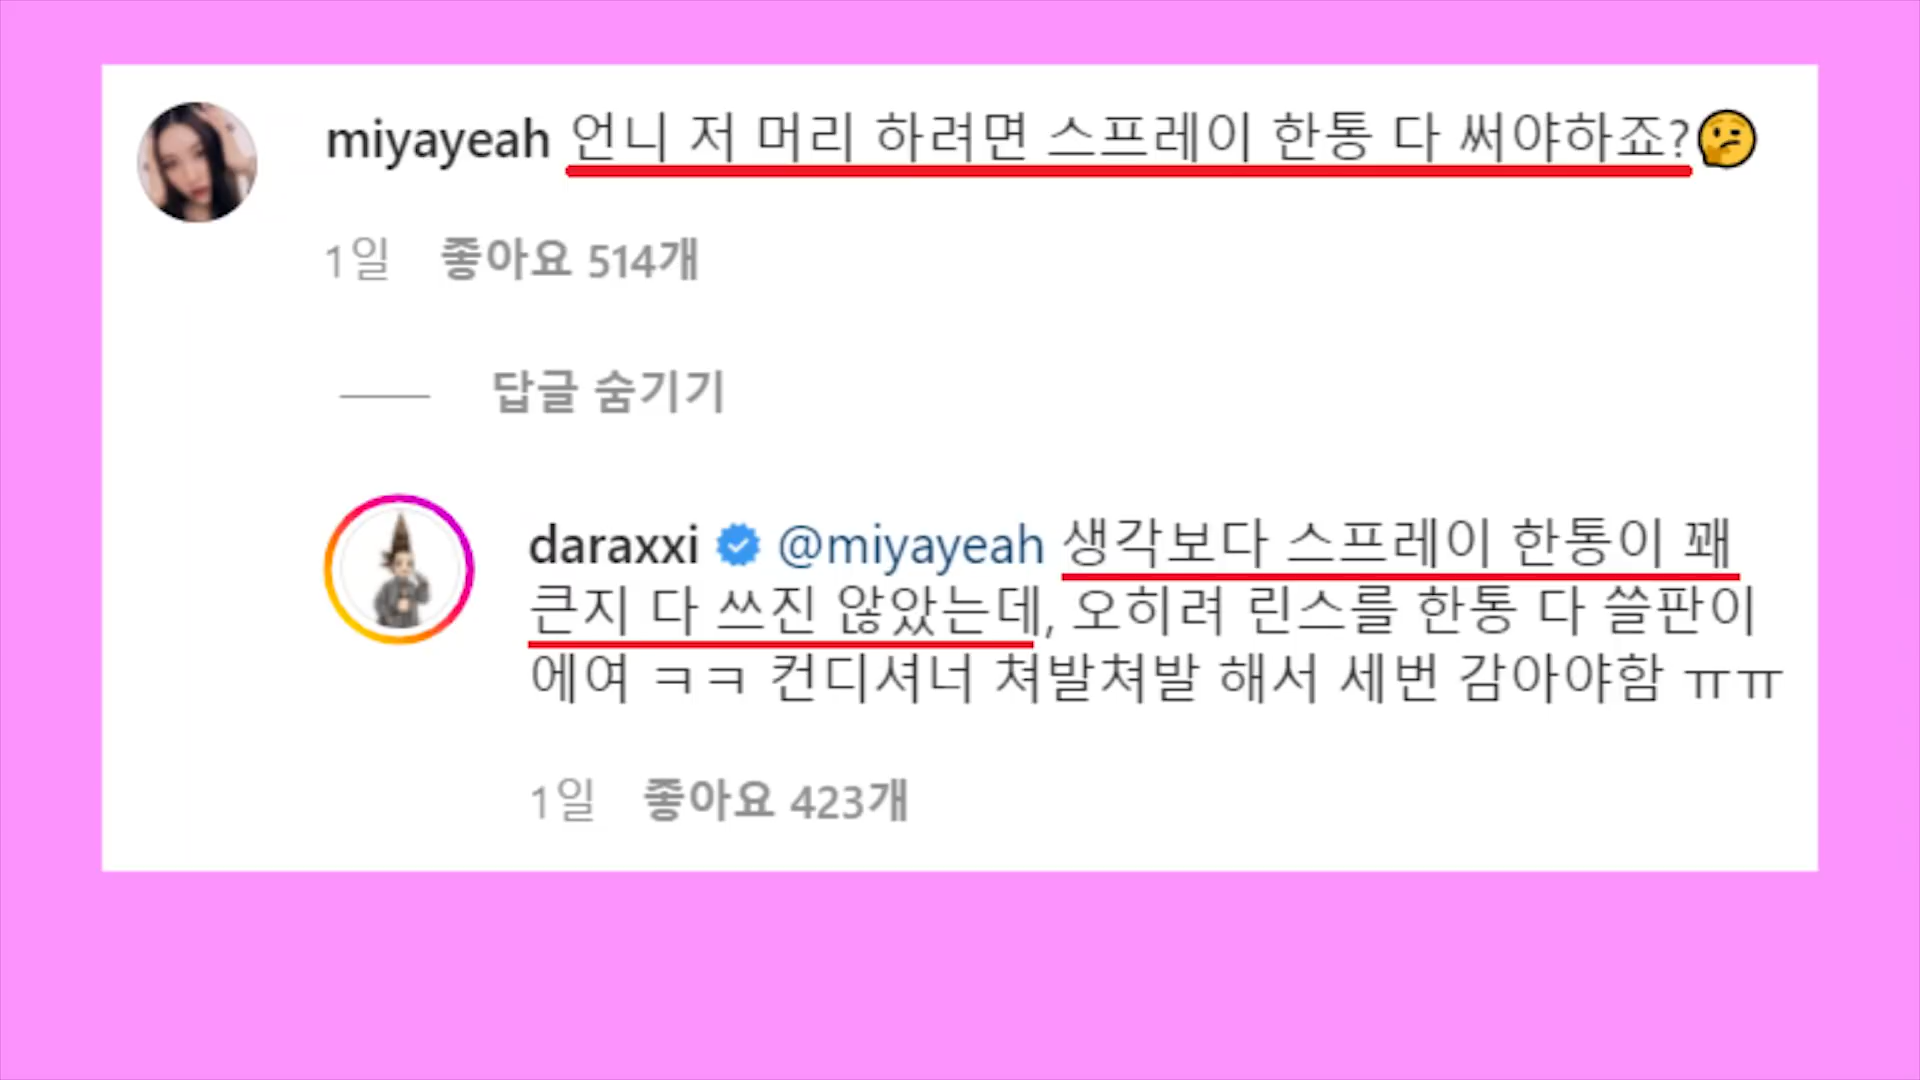 miyayeah 언니 저 머리 하려면 스프레이 한통 다 써야하죠?🤔
1일 좋아요 514개
답글 숨기기
daraxxi @miyayeah 생각보다 스프레이 한통이 꽤
큰지 다 쓰진 않았는데, 오히려 린스를 한통 다 쓸판이
에여 ㅋㅋ 컨디셔너 쳐발쳐발 해서 세번 감아야함 ㅠㅠ
1일 좋아요 423개